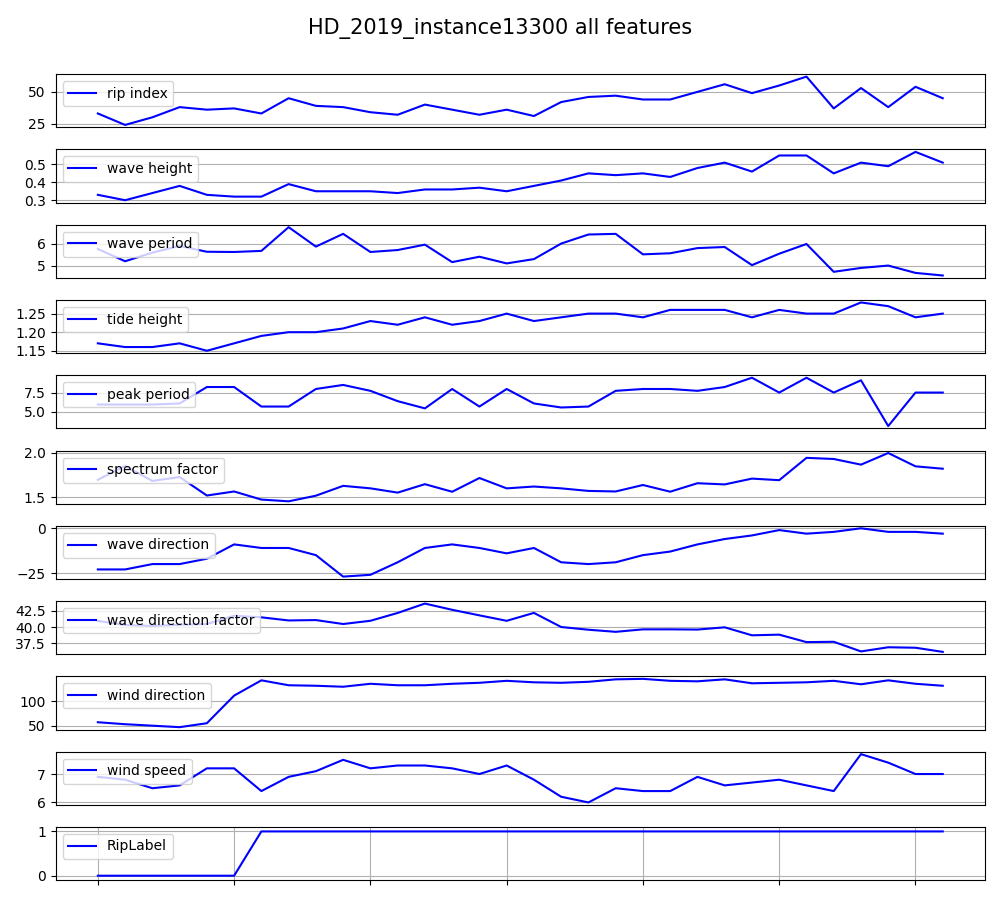 HD_2019_instance13300 all features
50
25
rip index
0.5
0.4
0.3
wave height
6
5
wave period
1.25
1.20
1.15
tide height
7.5
5.0
peak period
2.0
1.5
spectrum factor
0
−25
wave direction
42.5
40.0
37.5
wave direction factor
100
50
wind direction
7
6
wind speed
1
0
RipLabel